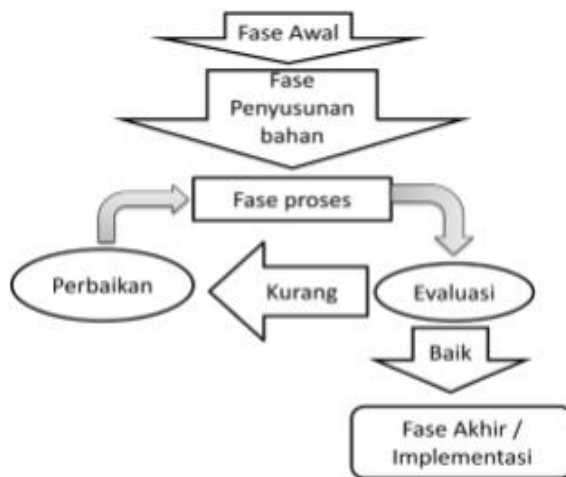 Fase Awal
Fase
Penyusunan
bahan
Fase proses
Perbaikan
Kurang
Evaluasi
Baik
Fase Akhir /
Implementasi